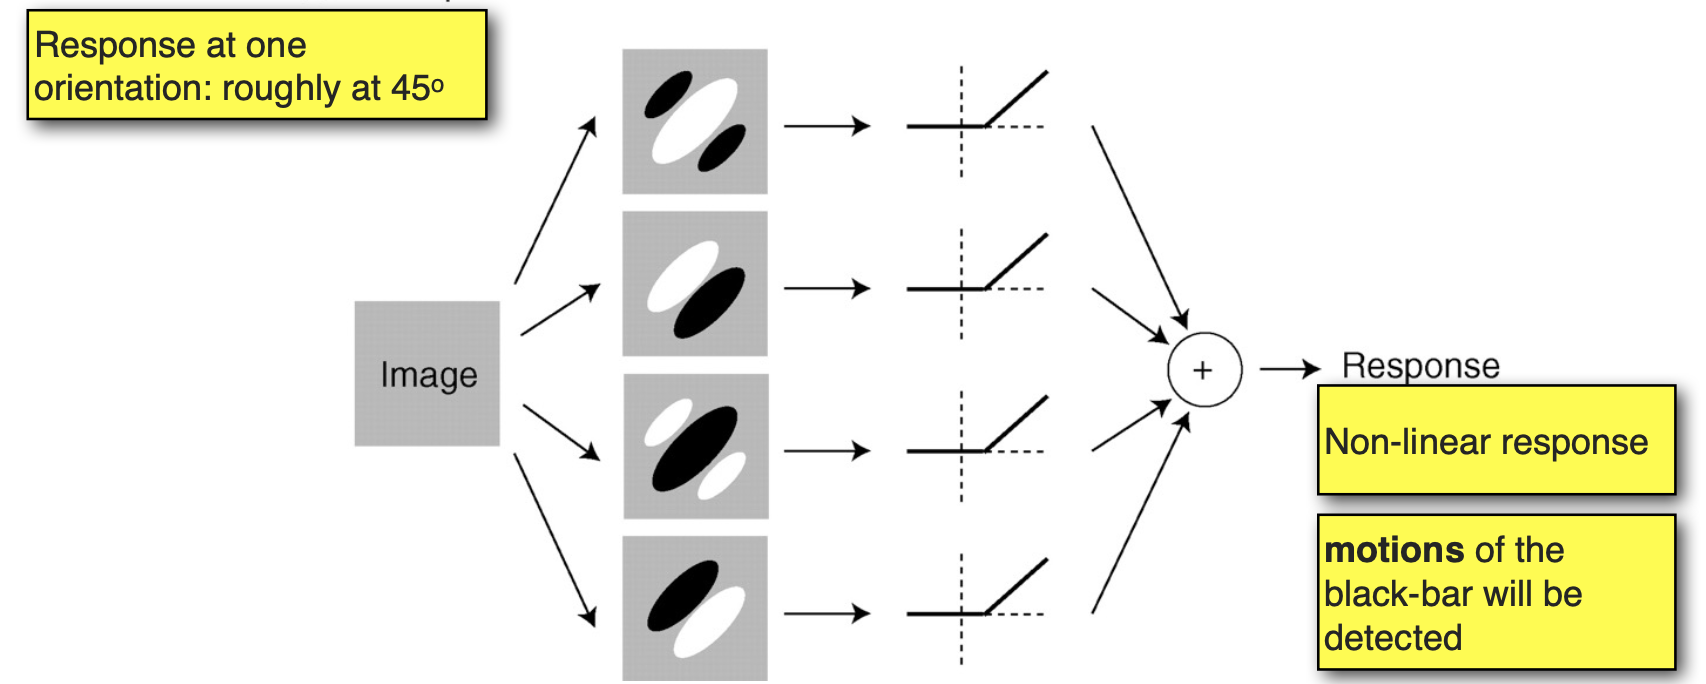 Response at one
orientation: roughly at 45º
Image
+
Response
Non-linear response
motions of the
black-bar will be
detected